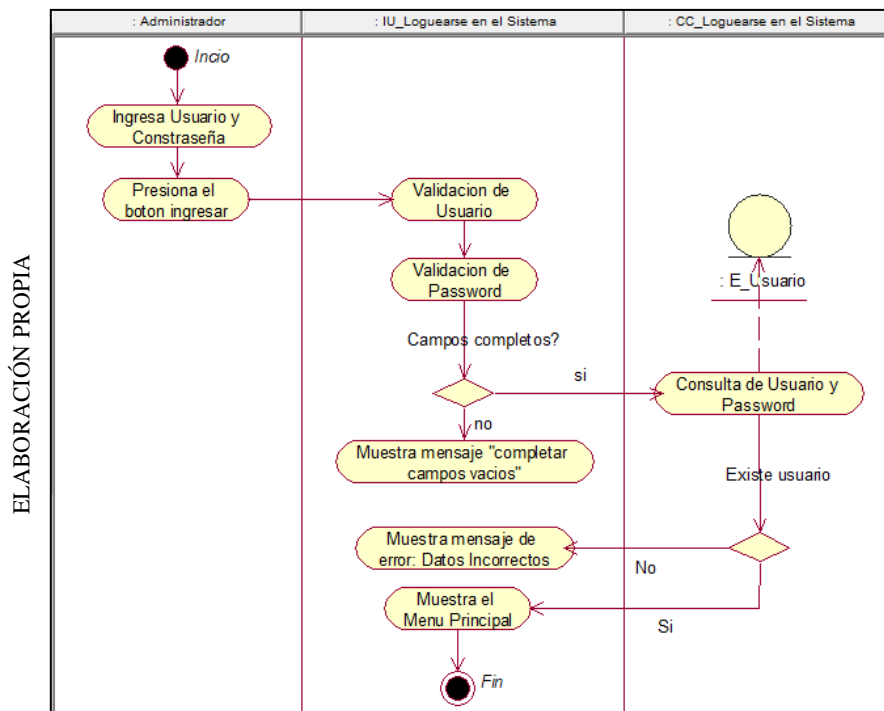 : Administrador
: IU_Loguearse en el Sistema
: CC_Loguearse en el Sistema
Incio
Ingresa Usuario y
Constraseña
Presiona el
boton ingresar
Validacion de
Usuario
Validacion de
Password
: E_Usuario
Campos completos?
si
Consulta de Usuario y
Password
no
Muestra mensaje "completar
campos vacios"
Existe usuario
Muestra mensaje de
error: Datos Incorrectos
No
Muestra el
Menu Principal
Si
Fin
ELABORACIÓN PROPIA